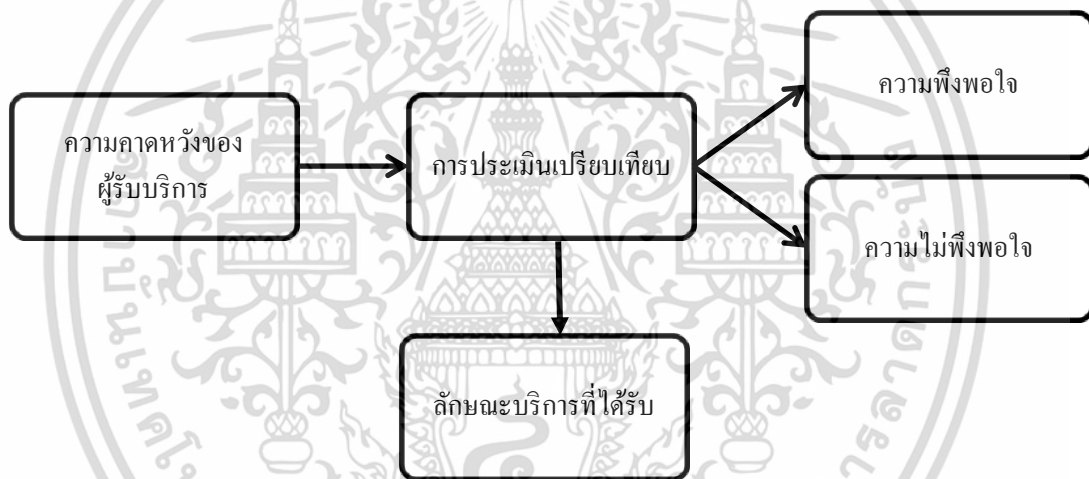 ความพึงพอใจ
ความคาดหวังของ
ผู้รับบริการ
การประเมินเปรียบเทียบ
ความไม่พึงพอใจ
ลักษณะบริการที่ได้รับ